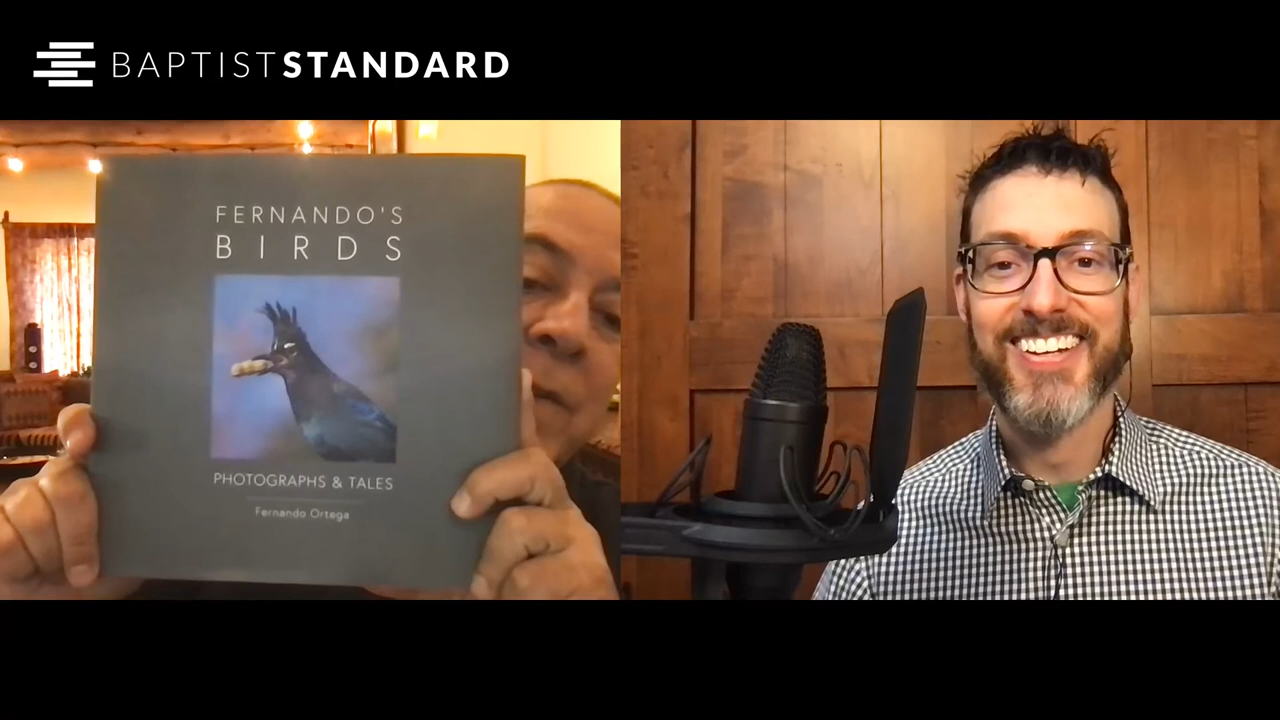 BAPTISTSTANDARD
FERNANDO'S
BIRDS
PHOTOGRAPHS & TALES
Fernando Ortega